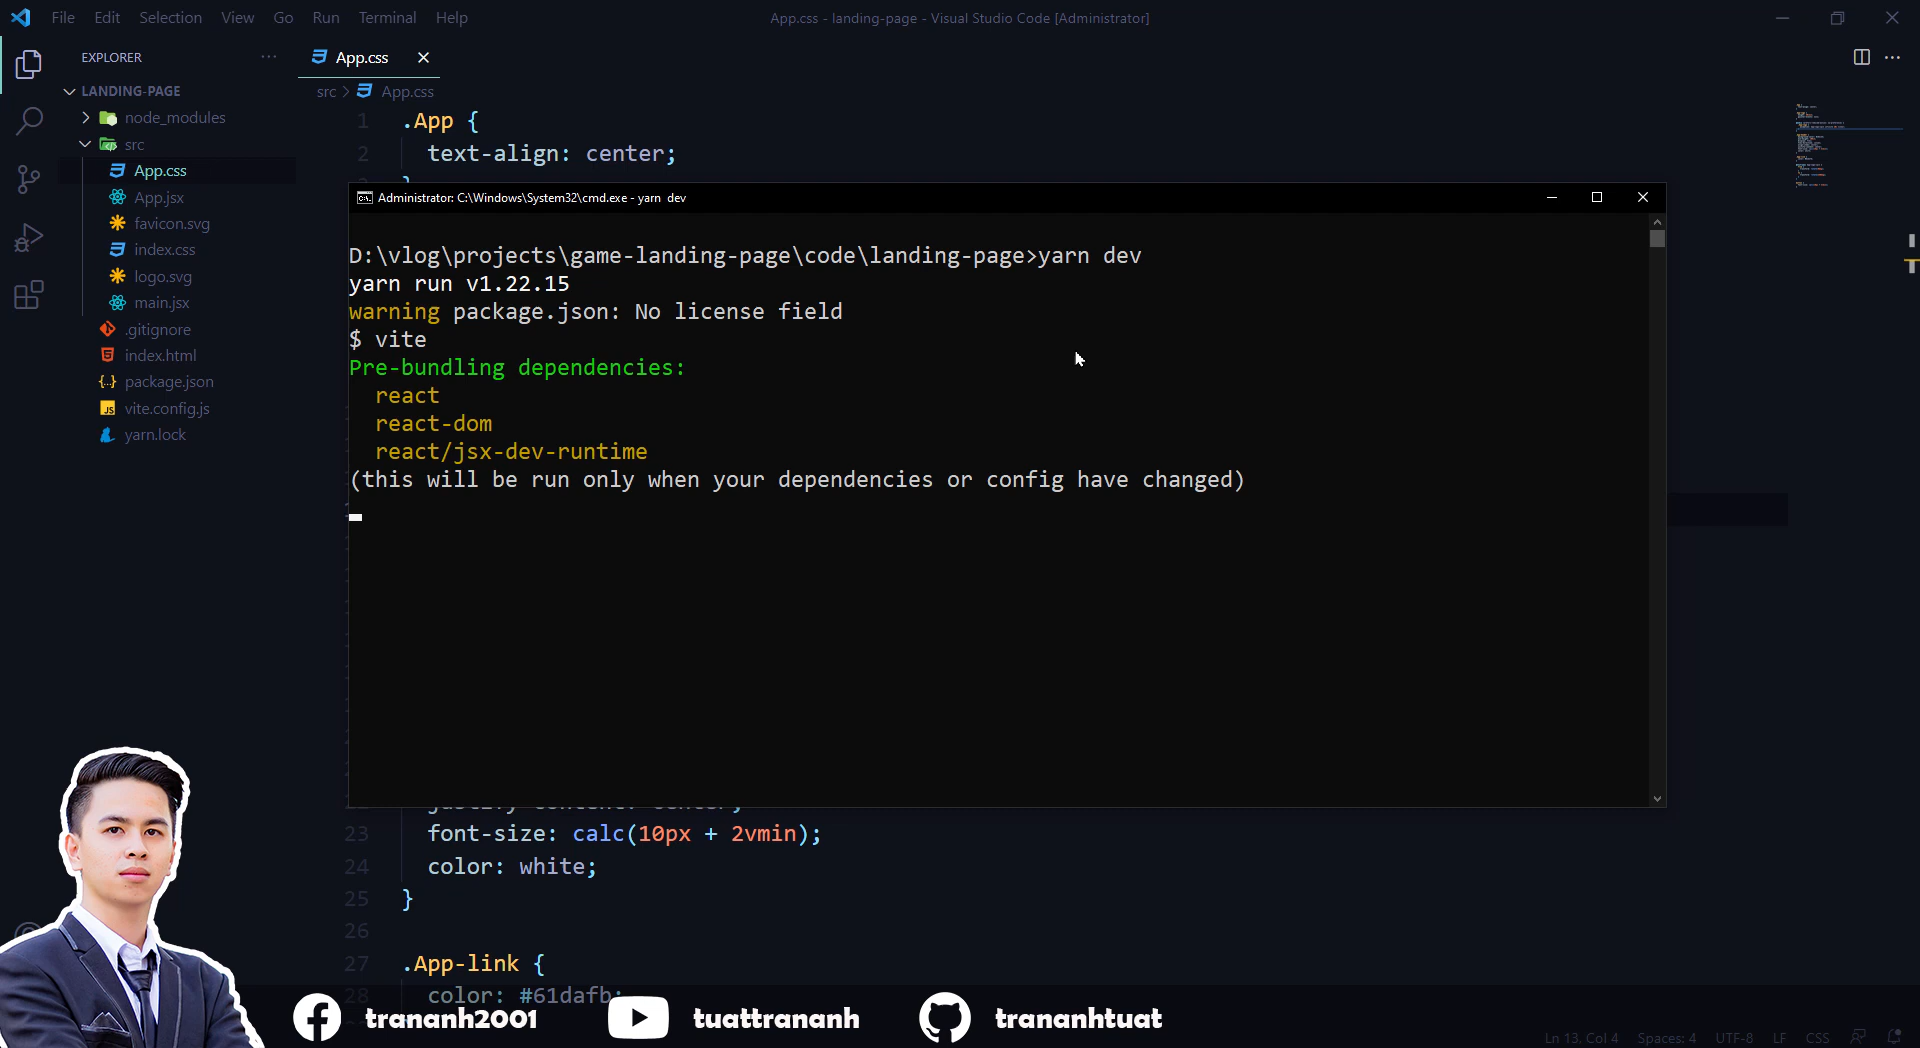 File Edit Selection View Go Run Terminal Help
App.css - landing-page - Visual Studio Code [Administrator]
EXPLORER
App.css
LANDING-PAGE
src > App.css
node_modules
src
App.css
App.jsx
favicon.svg
index.css
logo.svg
main.jsx
.gitignore
index.html
package.json
vite.config.js
yarn.lock
1 .App {
2 text-align: center;
Administrator: C:\Windows\System32\cmd.exe - yarn dev
D:\vlog\projects\game-landing-page\code\landing-page>yarn dev
yarn run v1.22.15
warning package.json: No license field
$ vite
Pre-bundling dependencies:
react
react-dom
react/jsx-dev-runtime
(this will be run only when your dependencies or config have changed)
23 font-size: calc(10px + 2vmin);
24 color: white;
25 }
26
27 .App-link {
28 color: #61dafb;
trananh2001
tuattrananh
trananhtuat
Ln 13, Col 4 Spaces: 4 UTF-8 LF CSS